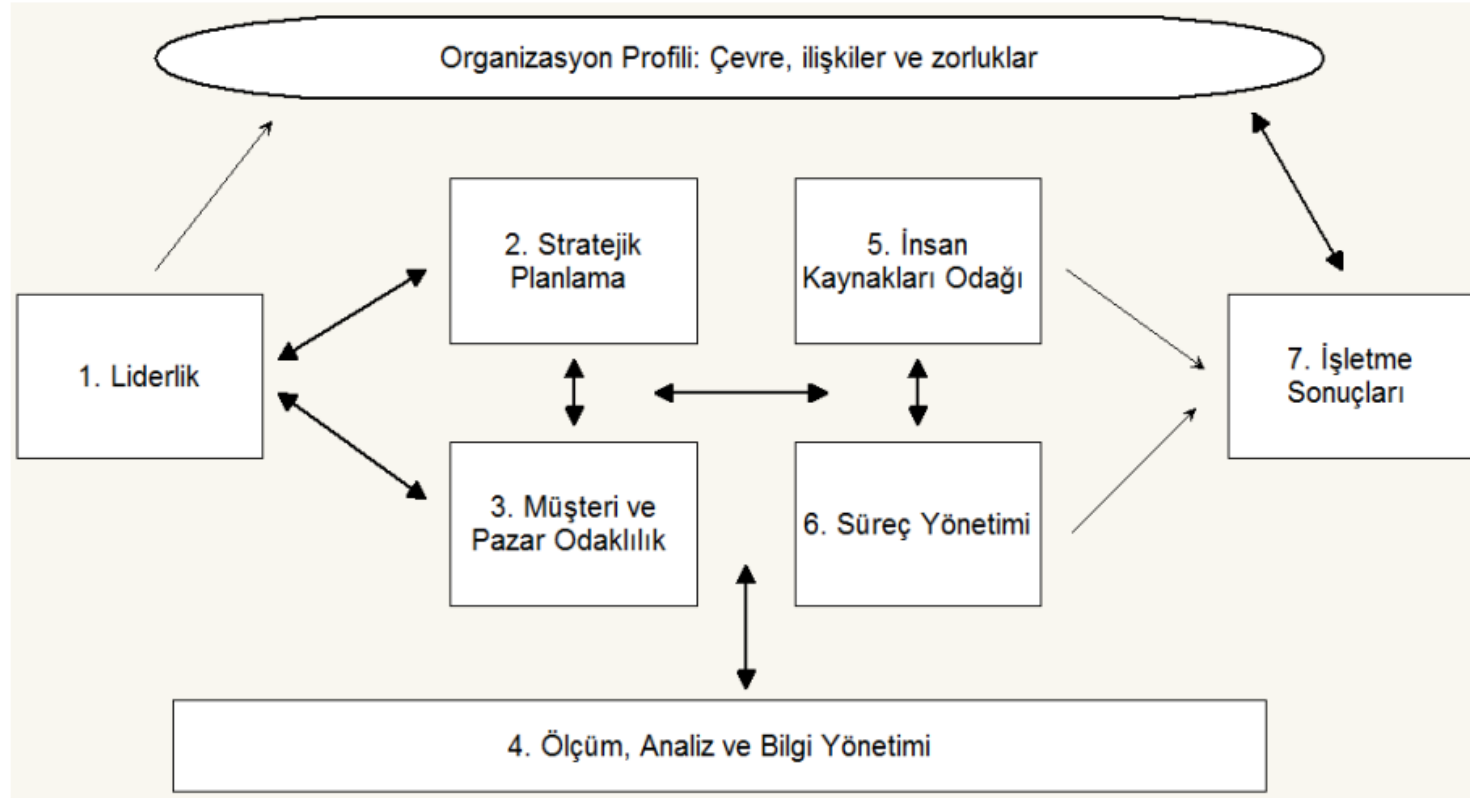 Organizasyon Profili: Çevre, ilişkiler ve zorluklar
1. Liderlik
2. Stratejik
Planlama
3. Müşteri ve
Pazar Odaklılık
4. Ölçüm, Analiz ve Bilgi Yönetimi
5. İnsan
Kaynakları Odağı
6. Süreç Yönetimi
7. İşletme
Sonuçları